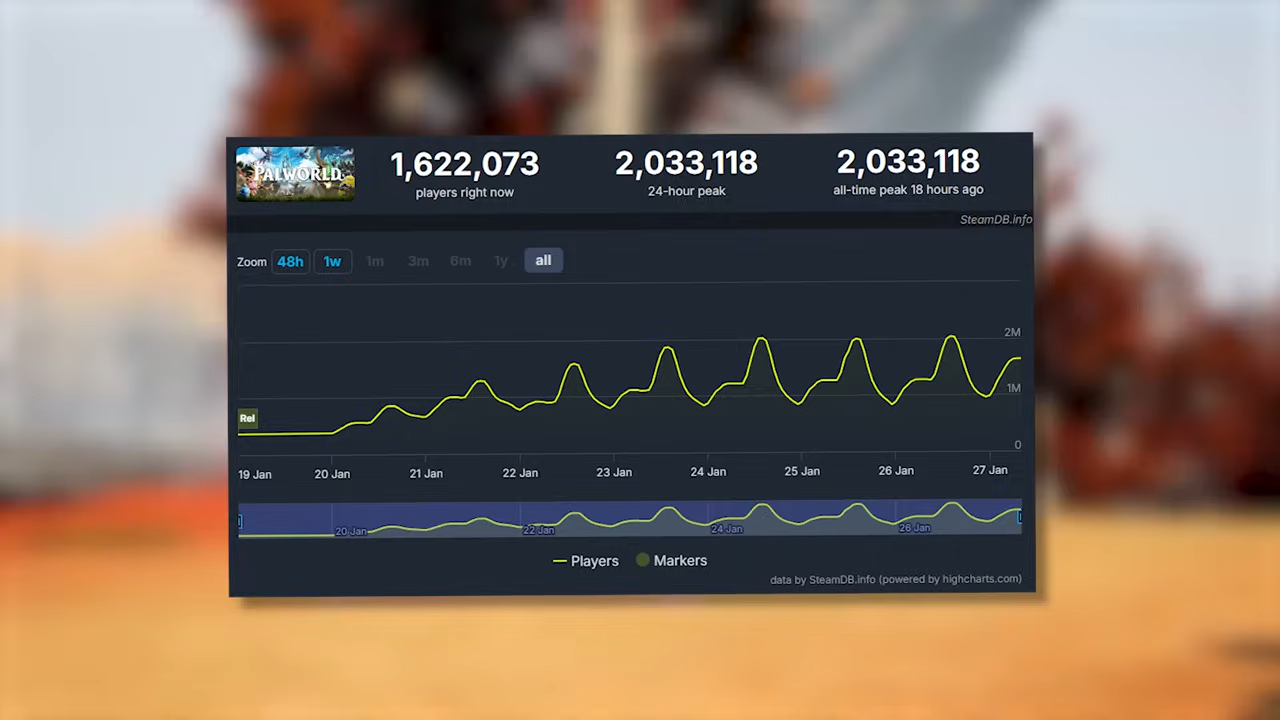 PALWORLD
1,622,073
players right now
2,033,118
24-hour peak
2,033,118
all-time peak 18 hours ago
SteamDB.info
Zoom 48h 1w 1m 3m 6m 1y all
2M
1M
Rel
0
19 Jan 20 Jan 21 Jan 22 Jan 23 Jan 24 Jan 25 Jan 26 Jan 27 Jan
20 Jan 22 Jan 24 Jan 26 Jan
Players Markers
data by SteamDB.info (powered by highcharts.com)